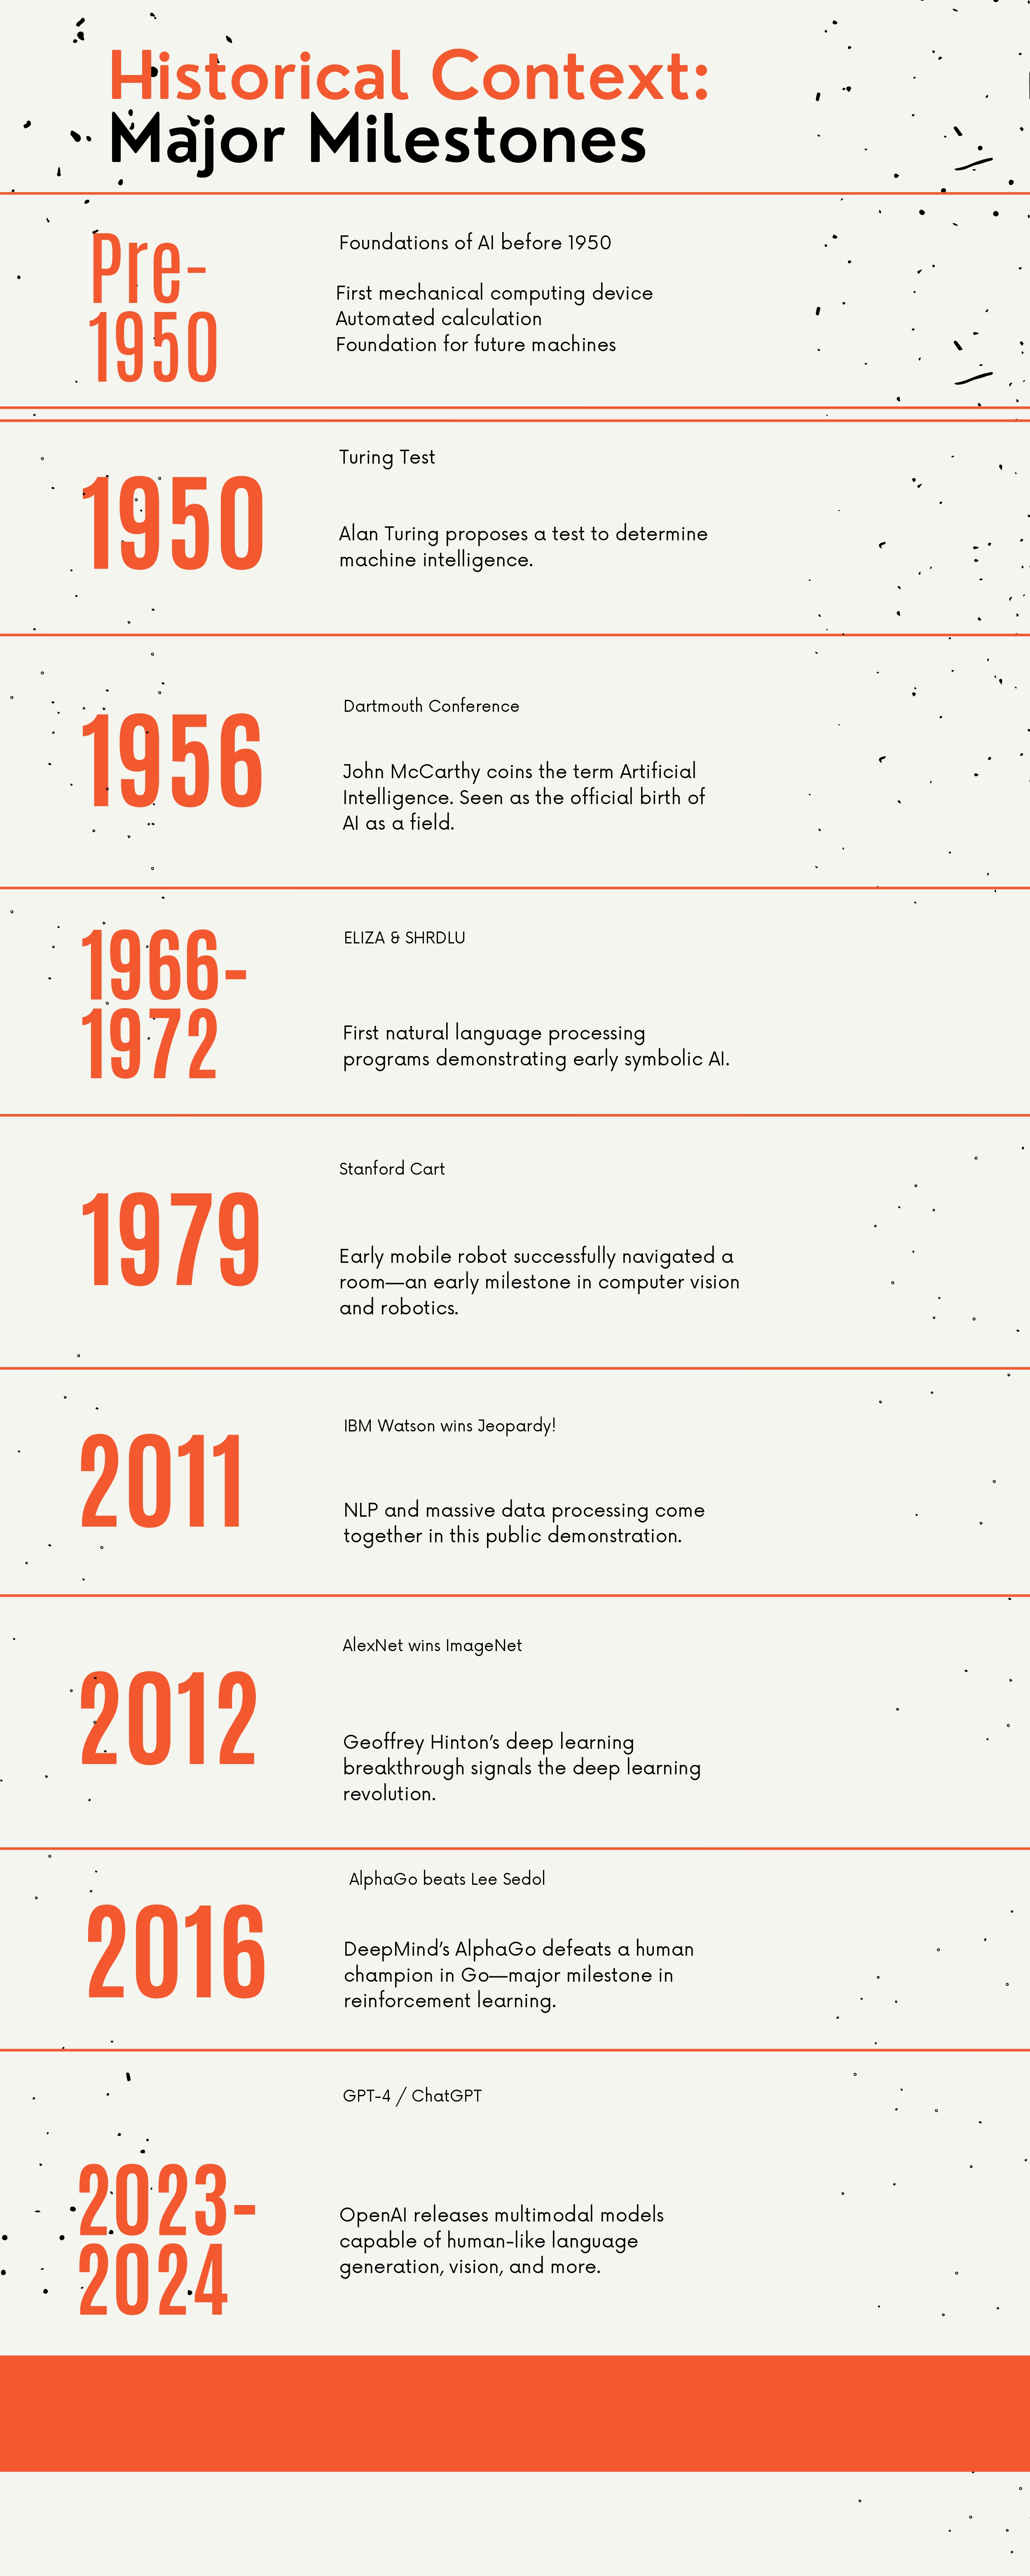 Historical Context:
Major Milestones
Pre-
1950
Foundations of AI before 1950
First mechanical computing device
Automated calculation
Foundation for future machines
1950
Turing Test
Alan Turing proposes a test to determine
machine intelligence.
1956
Dartmouth Conference
John McCarthy coins the term Artificial
Intelligence. Seen as the official birth of
AI as a field.
1966-
1972
ELIZA & SHRDLU
First natural language processing
programs demonstrating early symbolic AI.
1979
Stanford Cart
Early mobile robot successfully navigated a
room—an early milestone in computer vision
and robotics.
2011
IBM Watson wins Jeopardy!
NLP and massive data processing come
together in this public demonstration.
2012
AlexNet wins ImageNet
Geoffrey Hinton’s deep learning
breakthrough signals the deep learning
revolution.
2016
AlphaGo beats Lee Sedol
DeepMind’s AlphaGo defeats a human
champion in Go—major milestone in
reinforcement learning.
2023-
2024
GPT-4 / ChatGPT
OpenAI releases multimodal models
capable of human-like language
generation, vision, and more.